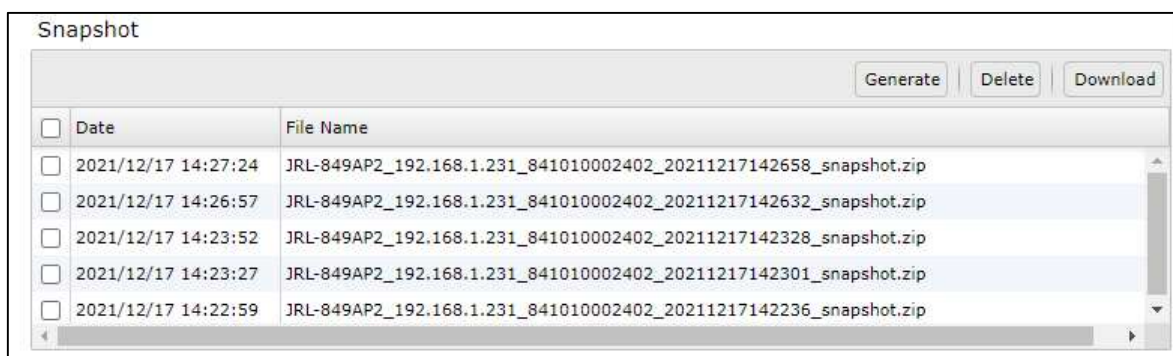 Snapshot
Generate Delete Download
Date File Name
2021/12/17 14:27:24 JRL-849AP2_192.168.1.231_841010002402_20211217142658_snapshot.zip
2021/12/17 14:26:57 JRL-849AP2_192.168.1.231_841010002402_20211217142632_snapshot.zip
2021/12/17 14:23:52 JRL-849AP2_192.168.1.231_841010002402_20211217142328_snapshot.zip
2021/12/17 14:23:27 JRL-849AP2_192.168.1.231_841010002402_20211217142301_snapshot.zip
2021/12/17 14:22:59 JRL-849AP2_192.168.1.231_841010002402_20211217142236_snapshot.zip